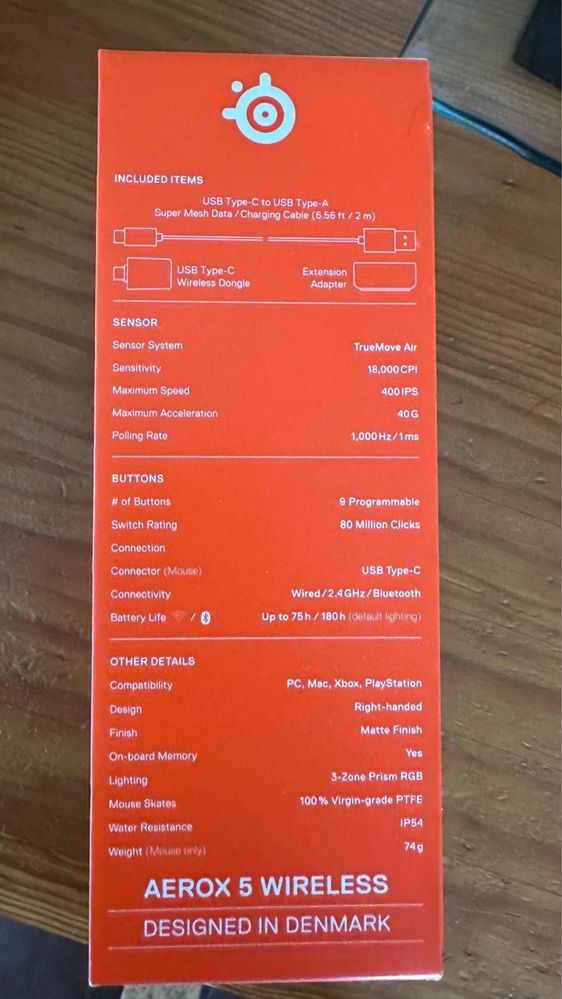 INCLUDED ITEMS
USB Type-C to USB Type-A
Super Mesh Data / Charging Cable (6.56 ft / 2 m)
USB Type-C
Wireless Dongle
Extension
Adapter
SENSOR
Sensor System TrueMove Air
Sensitivity 18,000 CPI
Maximum Speed 400 IPS
Maximum Acceleration 40 G
Polling Rate 1,000 Hz / 1 ms
BUTTONS
# of Buttons 9 Programmable
Switch Rating 80 Million Clicks
Connection
Connector (Mouse) USB Type-C
Connectivity Wired / 2.4 GHz / Bluetooth
Battery Life / Up to 75 h / 180 h (default lighting)
OTHER DETAILS
Compatibility PC, Mac, Xbox, PlayStation
Design Right-handed
Finish Matte Finish
On-board Memory Yes
Lighting 3-Zone Prism RGB
Mouse Skates 100% Virgin-grade PTFE
Water Resistance IP54
Weight (Mouse only) 74 g
AEROX 5 WIRELESS
DESIGNED IN DENMARK